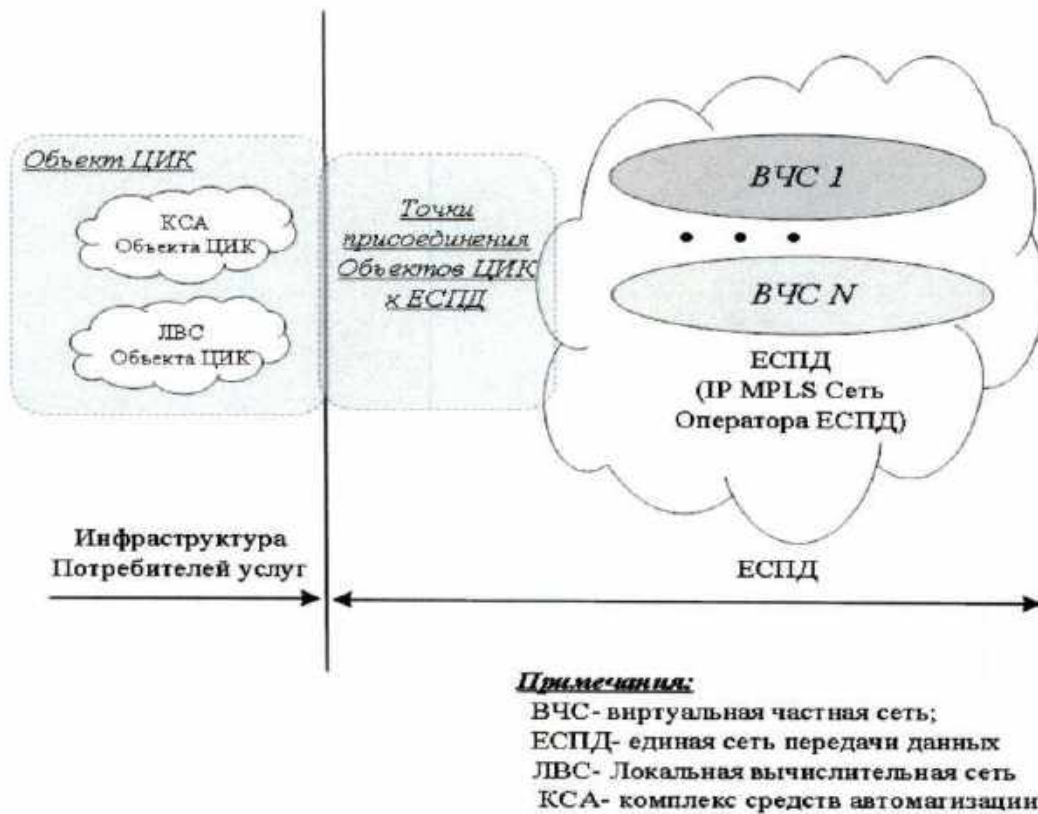 Объект ЦИК
КСА
Объекта ЦИК
ЛВС
Объекта ЦИК
Точки
присоединения
Объектов ЦИК
к ЕСПД
ВЧС 1
• • •
ВЧС N
ЕСПД
(IP MPLS Сеть
Оператора ЕСПД)
Инфраструктура
Потребителей услуг
ЕСПД
Примечания:
ВЧС- виртуальная частная сеть;
ЕСПД- единая сеть передачи данных
ЛВС- Локальная вычислительная сеть
КСА- комплекс средств автоматизации